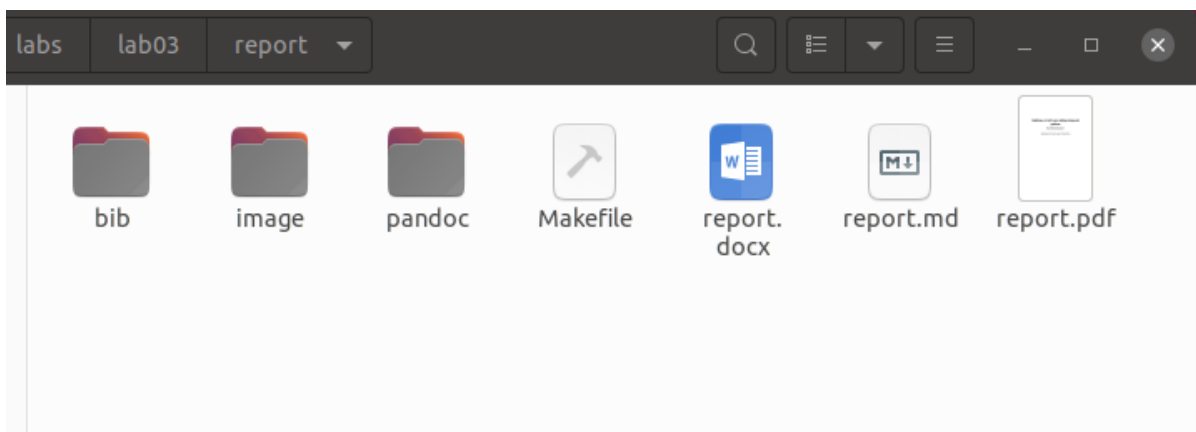 labs lab03 report
W M
bib image pandoc Makefile report. report.md report.pdf
docx